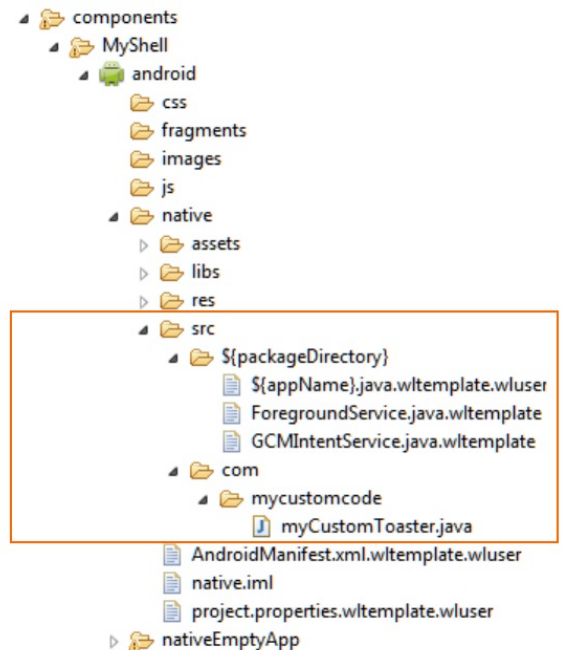 components
MyShell
android
css
fragments
images
js
native
assets
libs
res
src
${packageDirectory}
${appName}.java.wltemplate.wluser
ForegroundService.java.wltemplate
GCMIntentService.java.wltemplate
com
mycustomcode
myCustomToaster.java
AndroidManifest.xml.wltemplate.wluser
native.iml
project.properties.wltemplate.wluser
nativeEmptyApp